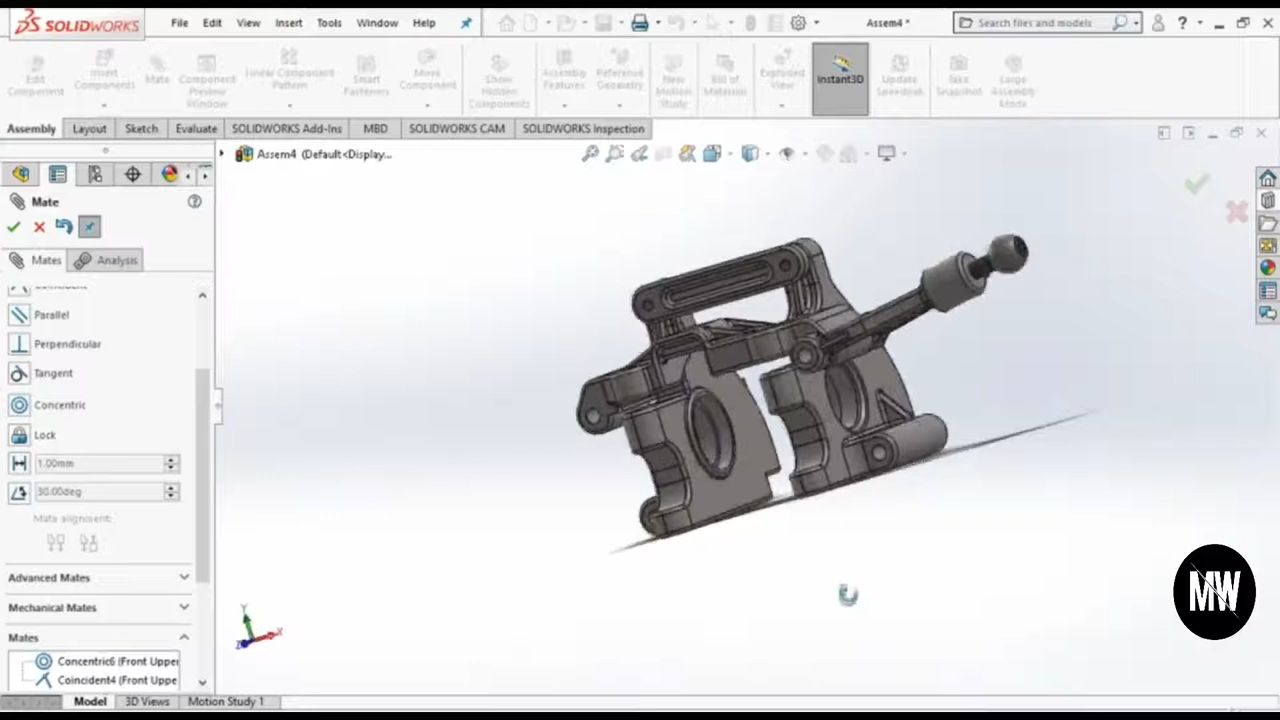 SOLIDWORKS
File Edit View Insert Tools Window Help
Assem4 *
Search files and models
Edit Component
Insert Components
Mate
Component Preview Window
Linear Component Pattern
Smart Fasteners
Move Component
Show Hidden Components
Assembly Features
Reference Geometry
New Motion Study
Bill of Materials
Exploded View
Instant3D
Update Speedpak
Take Snapshot
Large Assembly Mode
Assembly Layout Sketch Evaluate SOLIDWORKS Add-Ins MBD SOLIDWORKS CAM SOLIDWORKS Inspection
Assem4 (Default<Display...
Mate
Mates Analysis
Parallel
Perpendicular
Tangent
Concentric
Lock
1.00mm
30.00deg
Mate alignment:
Advanced Mates
Mechanical Mates
Mates
Concentric6 (Front Upper
Coincident4 (Front Uppe
Y
X
Z
MW
Model 3D Views Motion Study 1